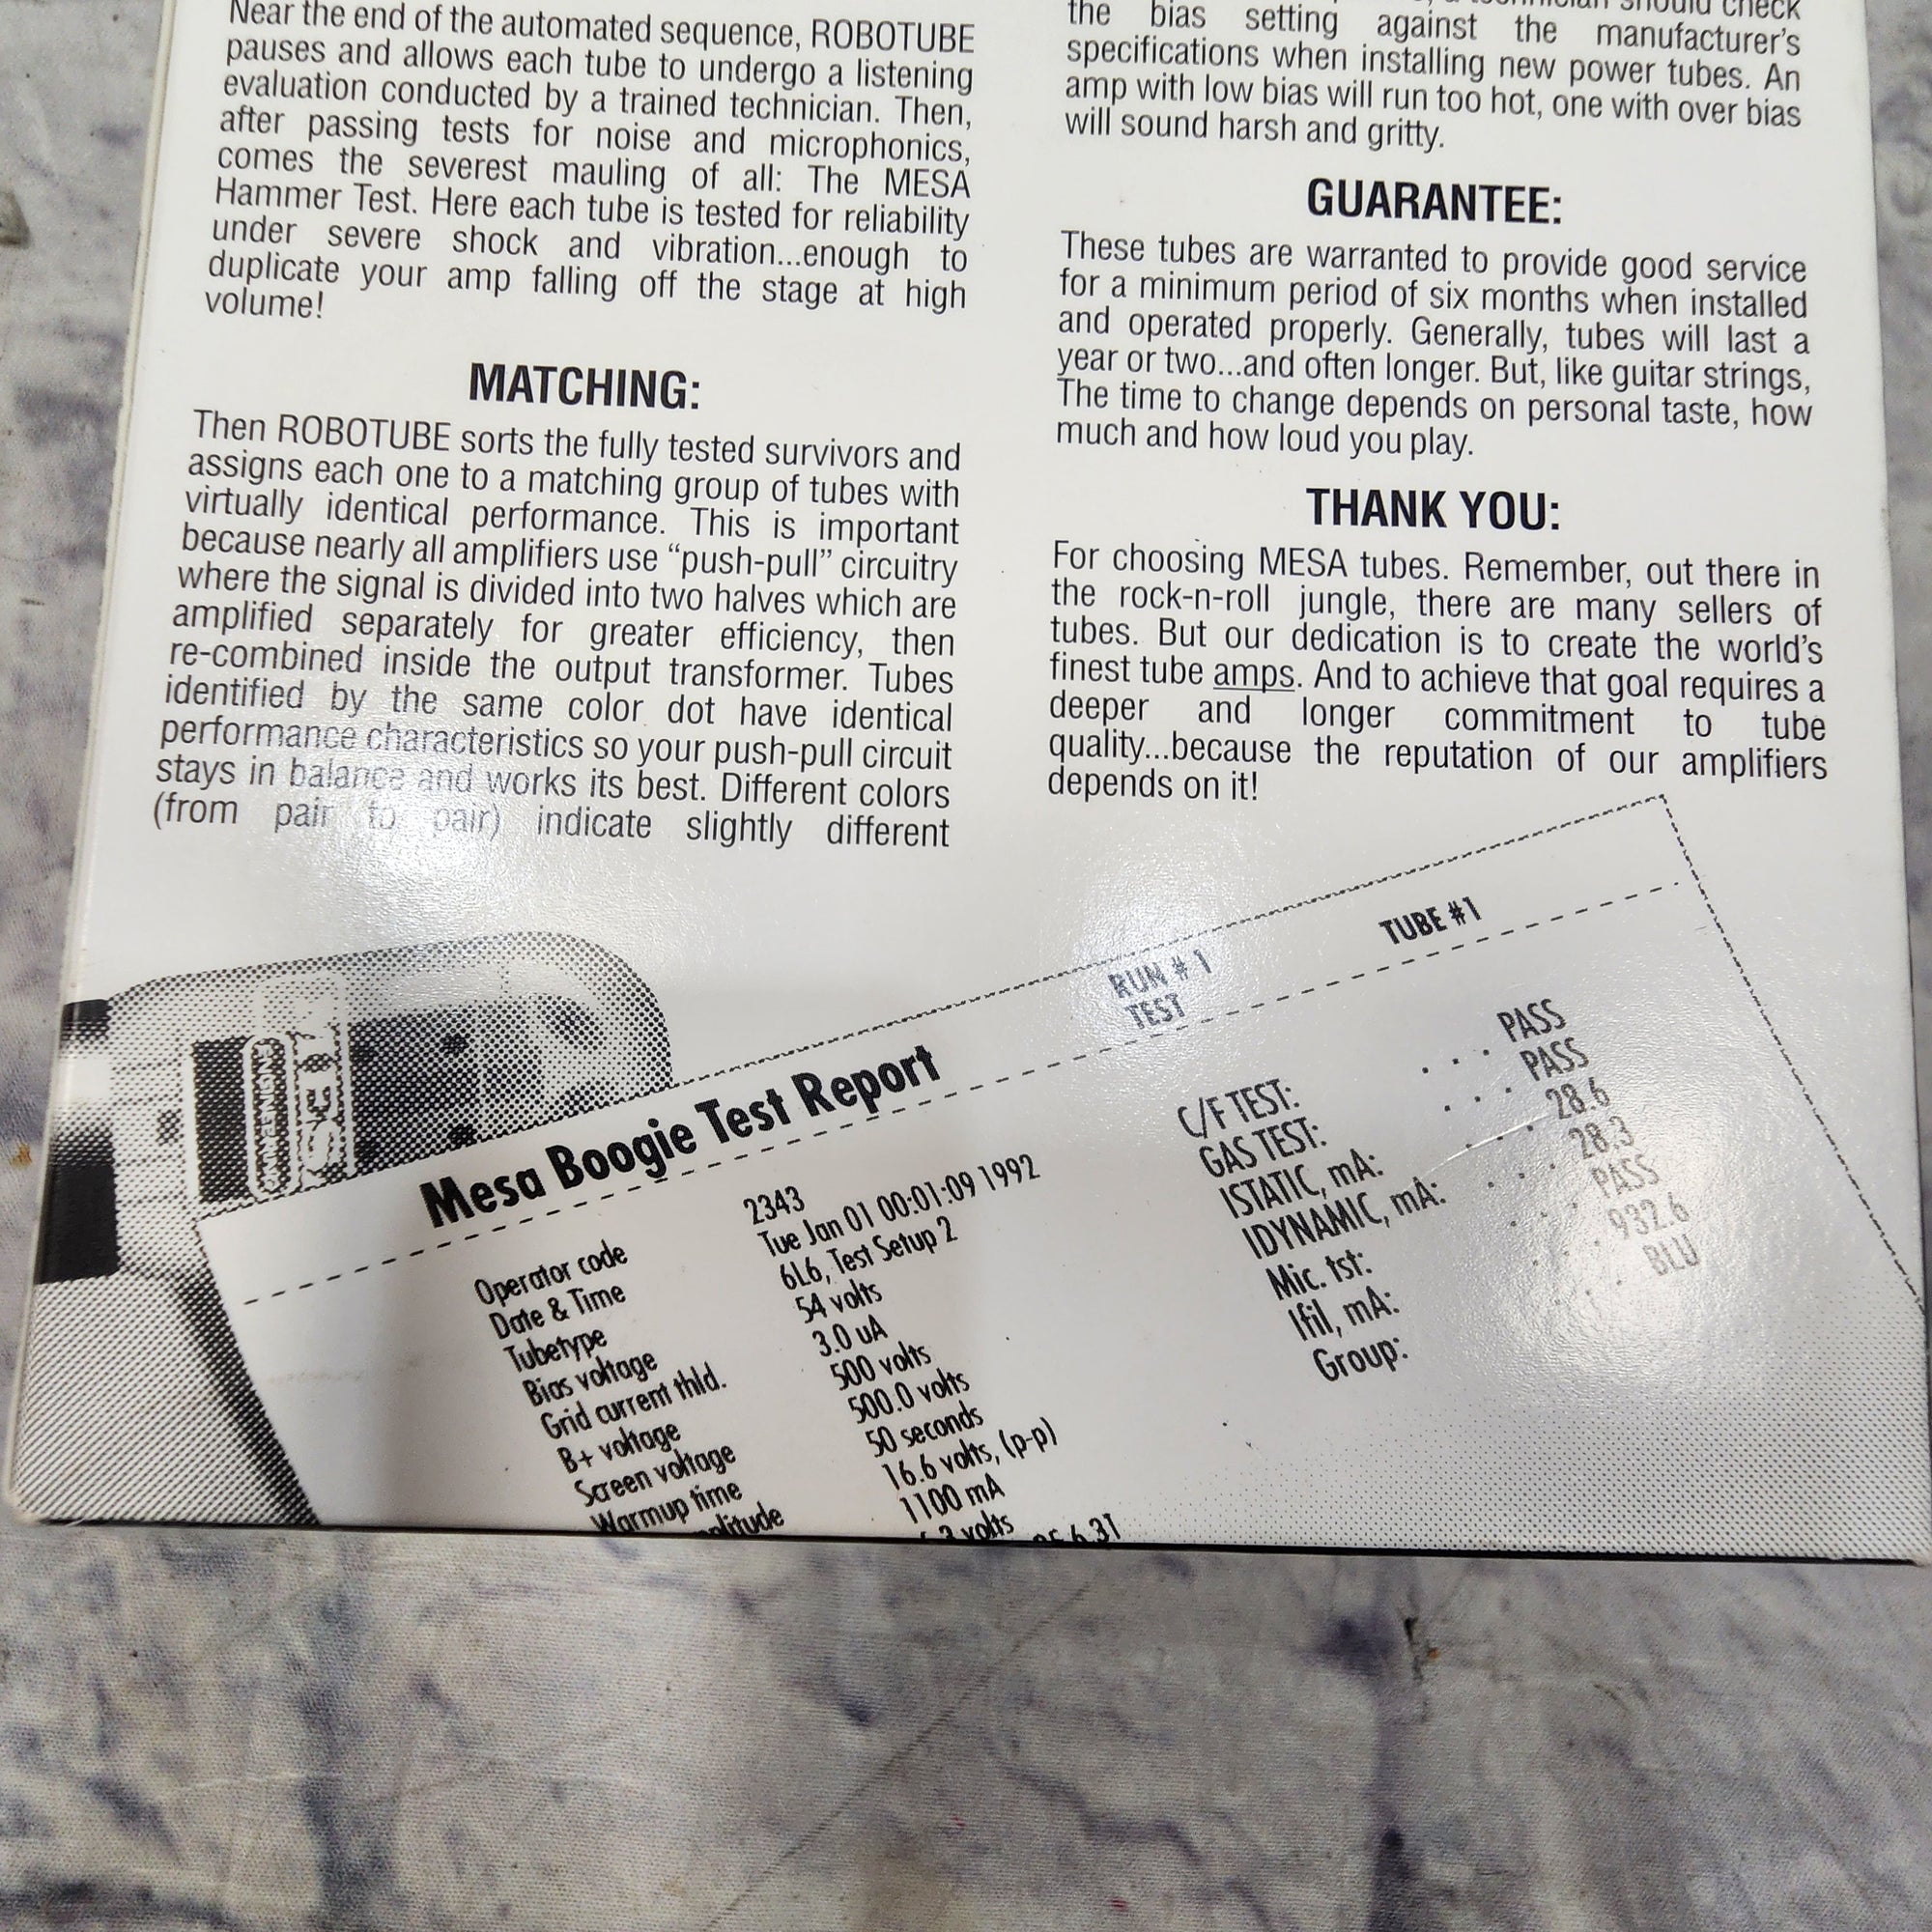 Near the end of the automated sequence, ROBOTUBE
pauses and allows each tube to undergo a listening
evaluation conducted by a trained technician. Then,
after passing tests for noise and microphonics,
comes the severest mauling of all: The MESA
Hammer Test. Here each tube is tested for reliability
under severe shock and vibration...enough to
duplicate your amp falling off the stage at high
volume!
MATCHING:
Then ROBOTUBE sorts the fully tested survivors and
assigns each one to a matching group of tubes with
virtually identical performance. This is important
because nearly all amplifiers use “push-pull” circuitry
where the signal is divided into two halves which are
amplified separately for greater efficiency, then
re-combined inside the output transformer. Tubes
identified by the same color dot have identical
performance characteristics so your push-pull circuit
stays in balance and works its best. Different colors
(from pair to pair) indicate slightly different
technician should check
the bias setting against the manufacturer's
specifications when installing new power tubes. An
amp with low bias will run too hot, one with over bias
will sound harsh and gritty.
GUARANTEE:
These tubes are warranted to provide good service
for a minimum period of six months when installed
and operated properly. Generally, tubes will last a
year or two...and often longer. But, like guitar strings,
The time to change depends on personal taste, how
much and how loud you play.
THANK YOU:
For choosing MESA tubes. Remember, out there in
the rock-n-roll jungle, there are many sellers of
tubes. But our dedication is to create the world's
finest tube amps. And to achieve that goal requires a
deeper and longer commitment to tube
quality...because the reputation of our amplifiers
depends on it!
ENGINEERING
Mesa Boogie Test Report
Operator code 2343
Date & Time Tue Jan 01 00:01:09 1992
Tubetype 6L6, Test Setup 2
Bias voltage 54 volts
Grid current thld. 3.0 uA
B+ voltage 500 volts
Screen voltage 500.0 volts
Warmup time 50 seconds
16.6 volts, (p-p)
1100 mA
volts
RUN # 1 TUBE #1
TEST
C/F TEST: . . . PASS
GAS TEST: . . . PASS
ISTATIC, mA: . . . 28.6
IDYNAMIC, mA: . . . 28.3
Mic. tst: . . . PASS
Ifil, mA: . . . 932.6
Group: . . . BLU